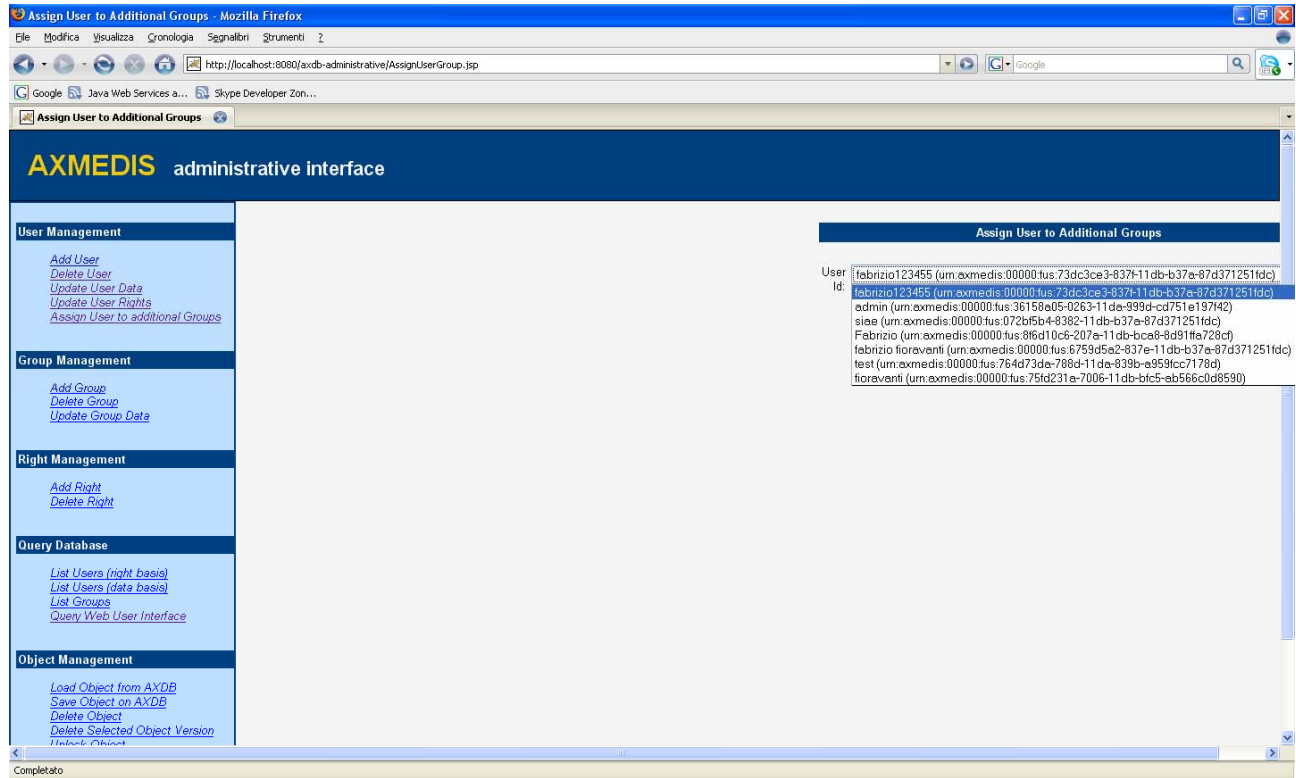 Assign User to Additional Groups - Mozilla Firefox
File Modifica Visualizza Cronologia Segnalibri Strumenti ?
http://localhost:8080/axdb-administrative/AssignUserGroup.jsp
Google
Google Java Web Services a... Skype Developer Zon...
Assign User to Additional Groups
AXMEDIS administrative interface
User Management
Add User
Delete User
Update User Data
Update User Rights
Assign User to additional Groups
Group Management
Add Group
Delete Group
Update Group Data
Right Management
Add Right
Delete Right
Query Database
List Users (right basis)
List Users (data basis)
List Groups
Query Web User Interface
Object Management
Load Object from AXDB
Save Object on AXDB
Delete Object
Delete Selected Object Version
Unlock Object
Assign User to Additional Groups
User Id:
fabrizio123455 (urn:axmedis:00000:fus:73dc3ce3-837f-11db-b37a-87d371251fdc)
fabrizio123455 (urn:axmedis:00000:fus:73dc3ce3-837f-11db-b37a-87d371251fdc)
admin (urn:axmedis:00000:fus:36158a05-0263-11da-999d-cd751e197f42)
siae (urn:axmedis:00000:fus:072bf5b4-8382-11db-b37a-87d371251fdc)
Fabrizio (urn:axmedis:00000:fus:8f6d10c6-207a-11db-bca8-8d91ffa728cf)
fabrizio fioravanti (urn:axmedis:00000:fus:6759d5a2-837e-11db-b37a-87d371251fdc)
test (urn:axmedis:00000:fus:764d73da-788d-11da-839b-a959fcc7178d)
fioravanti (urn:axmedis:00000:fus:75fd231a-7006-11db-bfc5-ab566c0d8590)
Completato